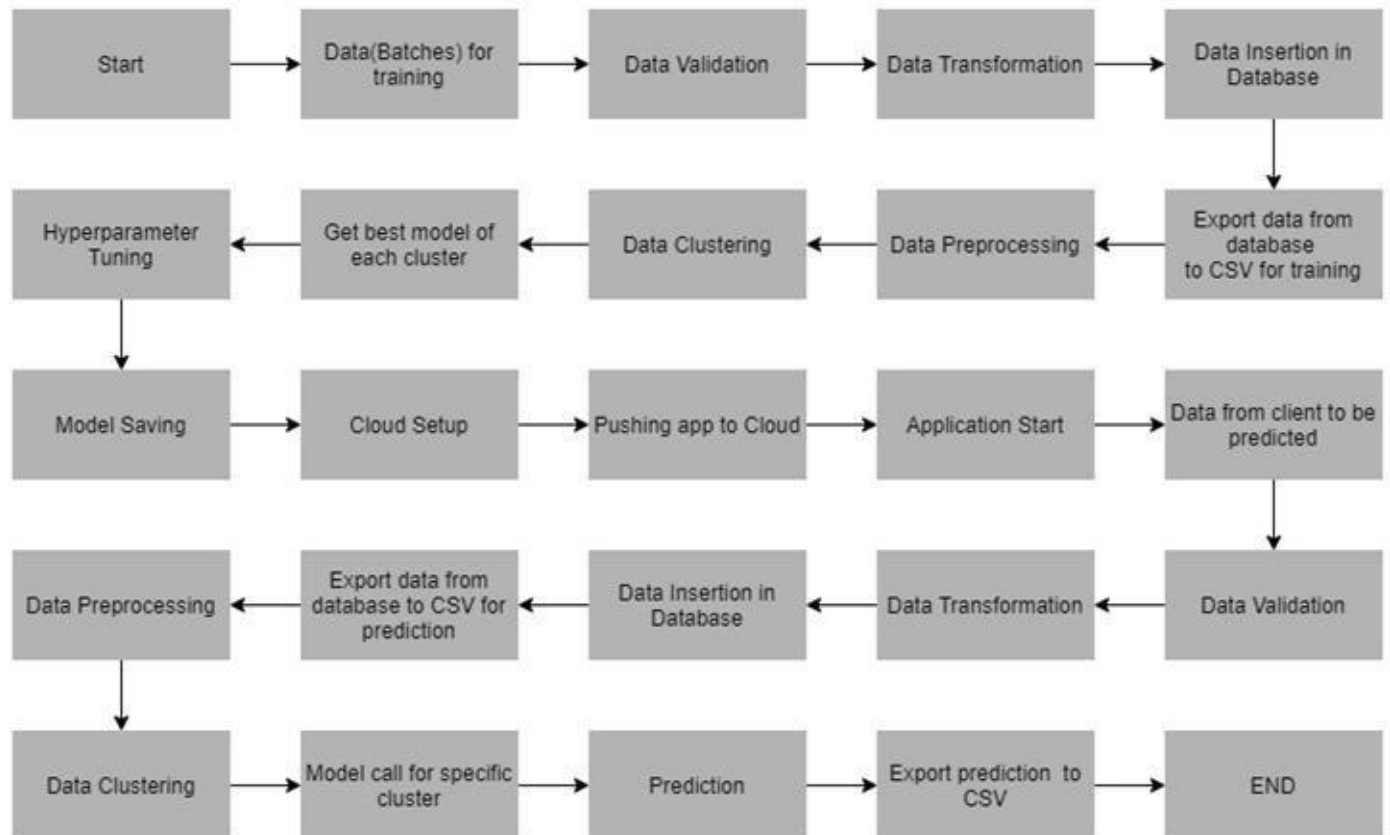 Start
Data(Batches) for
training
Data Validation
Data Transformation
Data Insertion in
Database
Export data from
database
to CSV for training
Data Preprocessing
Data Clustering
Get best model of
each cluster
Hyperparameter
Tuning
Model Saving
Cloud Setup
Pushing app to Cloud
Application Start
Data from client to be
predicted
Data Validation
Data Transformation
Data Insertion in
Database
Export data from
database to CSV for
prediction
Data Preprocessing
Data Clustering
Model call for specific
cluster
Prediction
Export prediction to
CSV
END